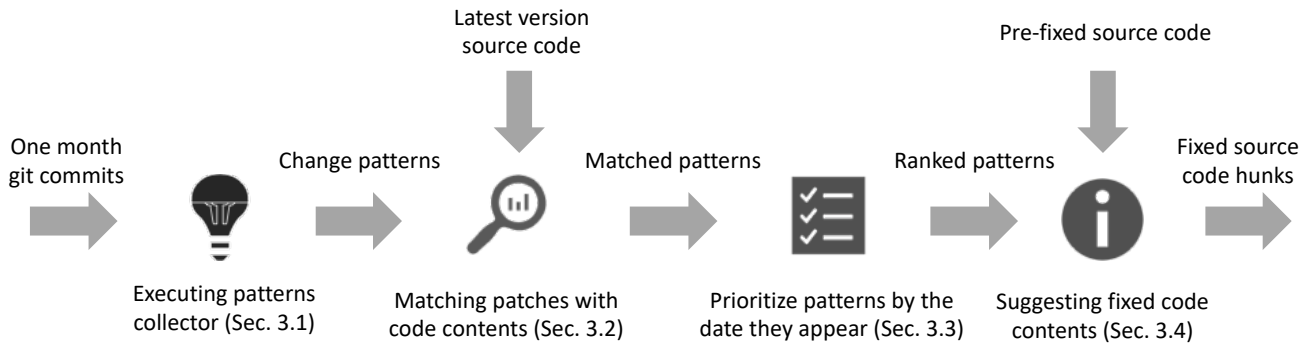 Latest version
source code
Pre-fixed source code
One month
git commits
Change patterns
Matched patterns
Ranked patterns
Fixed source
code hunks
Executing patterns
collector (Sec. 3.1)
Matching patches with
code contents (Sec. 3.2)
Prioritize patterns by the
date they appear (Sec. 3.3)
Suggesting fixed code
contents (Sec. 3.4)